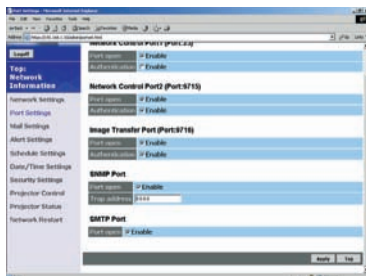 Logoff
Top:
Network
Information
Network Settings
Port Settings
Mail Settings
Alert Settings
Schedule Settings
Date/Time Settings
Security Settings
Projector Control
Projector Status
Network Restart
Network Control Port1 (Port:23)
Port open Enable
Authentication Enable
Network Control Port2 (Port:9715)
Port open Enable
Authentication Enable
Image Transfer Port (Port:9716)
Port open Enable
Authentication Enable
SNMP Port
Port open Enable
Trap address
SMTP Port
Port open Enable
Apply Top